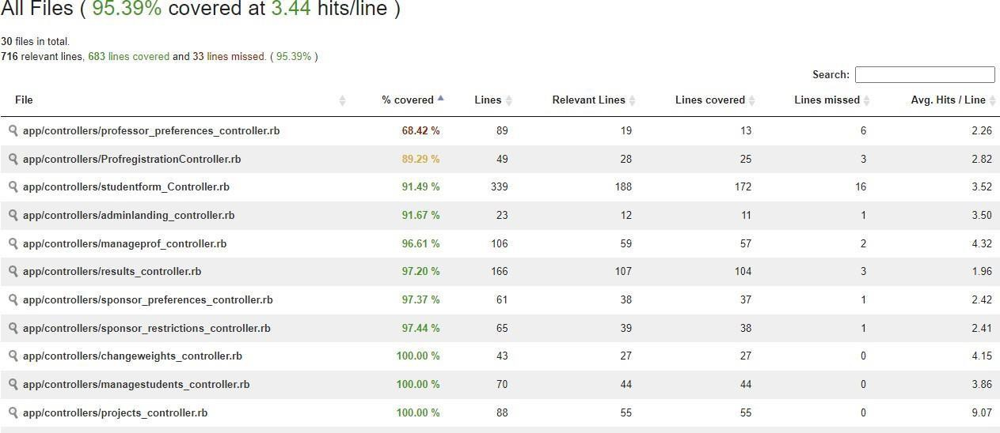 All Files ( 95.39% covered at 3.44 hits/line )
30 files in total.
716 relevant lines, 683 lines covered and 33 lines missed. ( 95.39% )
Search:
File % covered Lines Relevant Lines Lines covered Lines missed Avg. Hits / Line
app/controllers/professor_preferences_controller.rb 68.42 % 89 19 13 6 2.26
app/controllers/ProfregistrationController.rb 89.29 % 49 28 25 3 2.82
app/controllers/studentform_Controller.rb 91.49 % 339 188 172 16 3.52
app/controllers/adminlanding_controller.rb 91.67 % 23 12 11 1 3.50
app/controllers/manageprof_controller.rb 96.61 % 106 59 57 2 4.32
app/controllers/results_controller.rb 97.20 % 166 107 104 3 1.96
app/controllers/sponsor_preferences_controller.rb 97.37 % 61 38 37 1 2.42
app/controllers/sponsor_restrictions_controller.rb 97.44 % 65 39 38 1 2.41
app/controllers/changeweights_controller.rb 100.00 % 43 27 27 0 4.15
app/controllers/managestudents_controller.rb 100.00 % 70 44 44 0 3.86
app/controllers/projects_controller.rb 100.00 % 88 55 55 0 9.07